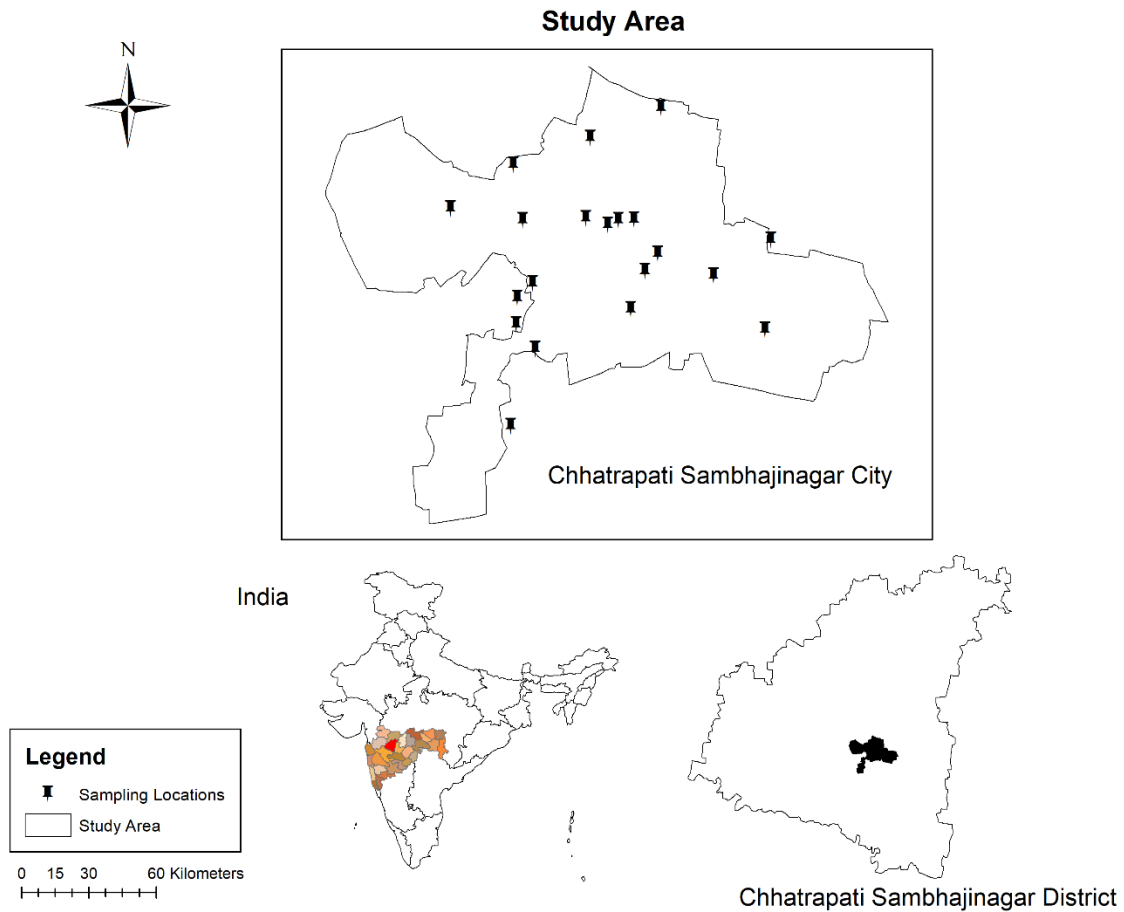 Study Area
N
Chhatrapati Sambhajinagar City
India
Legend
Sampling Locations
Study Area
0 15 30 60 Kilometers
Chhatrapati Sambhajinagar District